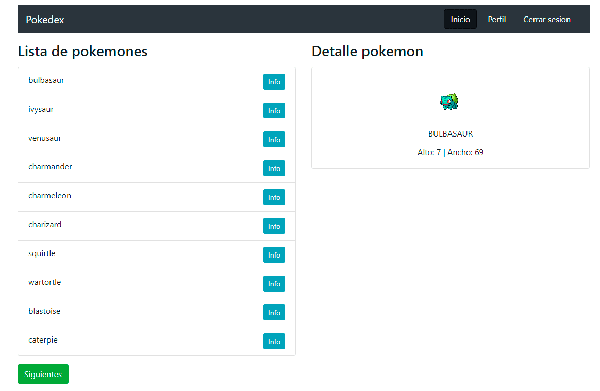 Pokedex
Inicio Perfil Cerrar sesion
Lista de pokemones
bulbasaur Info
ivysaur Info
venusaur Info
charmander Info
charmeleon Info
charizard Info
squirtle Info
wartortle Info
blastoise Info
caterpie Info
Siguientes
Detalle pokemon
BULBASAUR
Alto: 7 | Ancho: 69